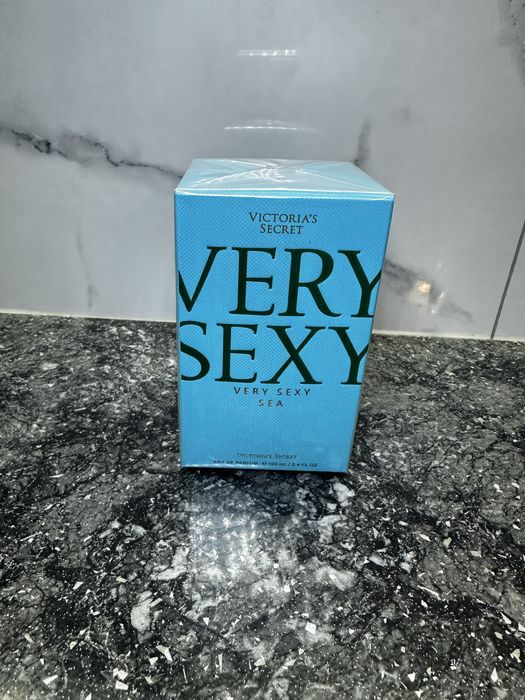 VICTORIA'S
SECRET
VERY
SEXY
VERY SEXY
SEA
VICTORIA'S SECRET
EAU DE PARFUM / ℮ 100 mL / 3.4 FL OZ